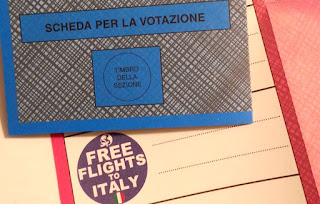 SCHEDA PER LA VOTAZIONE
TIMBRO
DELLA
SEZIONE
FREE
FLIGHTS
TO
ITALY